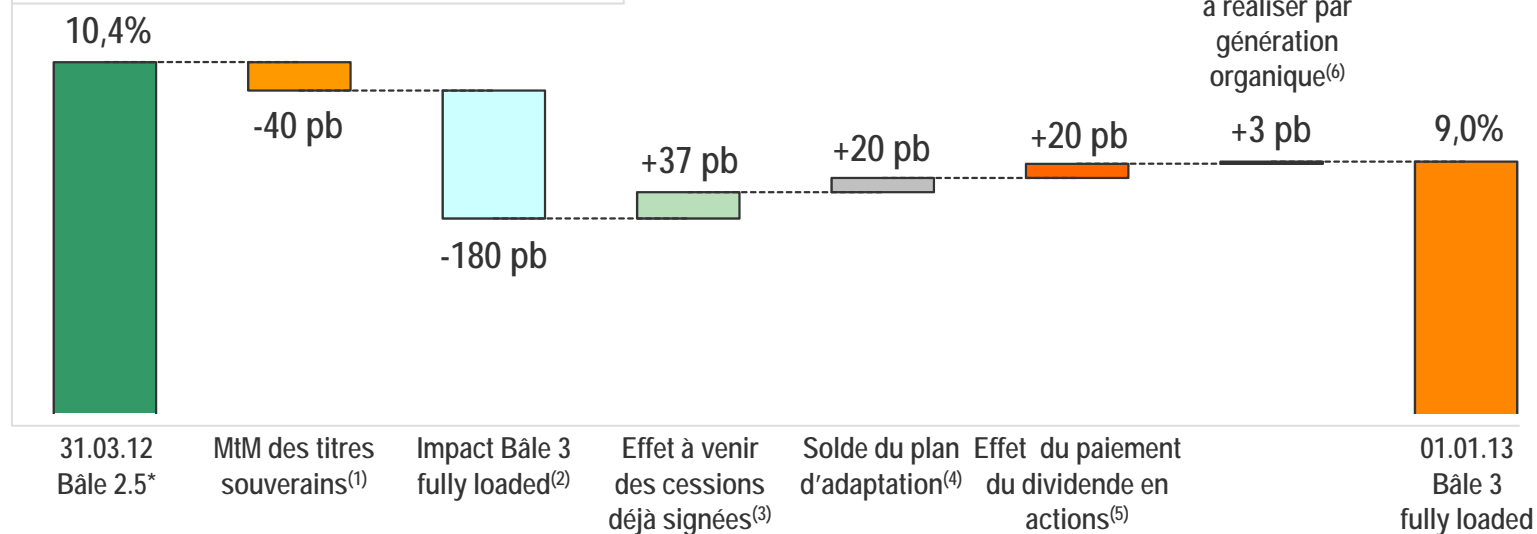 à réaliser par
génération
organique(6)
10,4%
-40 pb
-180 pb
+37 pb
+20 pb
+20 pb
+3 pb
9,0%
31.03.12
Bâle 2.5*
MtM des titres
souverains(1)
Impact Bâle 3
fully loaded(2)
Effet à venir
des cessions
déjà signées(3)
Solde du plan
d'adaptation(4)
Effet du paiement
du dividende en
actions(5)
01.01.13
Bâle 3
fully loaded